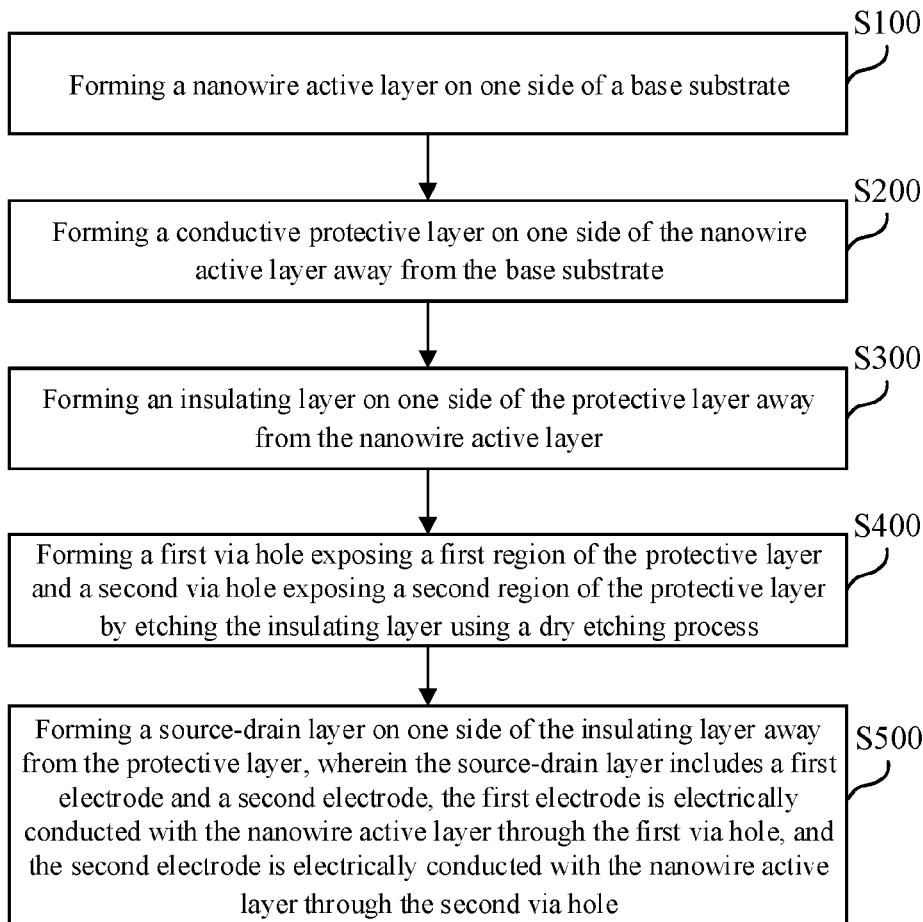 S100
Forming a nanowire active layer on one side of a base substrate
S200
Forming a conductive protective layer on one side of the nanowire
active layer away from the base substrate
S300
Forming an insulating layer on one side of the protective layer away
from the nanowire active layer
S400
Forming a first via hole exposing a first region of the protective layer
and a second via hole exposing a second region of the protective layer
by etching the insulating layer using a dry etching process
S500
Forming a source-drain layer on one side of the insulating layer away
from the protective layer, wherein the source-drain layer includes a first
electrode and a second electrode, the first electrode is electrically
conducted with the nanowire active layer through the first via hole, and
the second electrode is electrically conducted with the nanowire active
layer through the second via hole